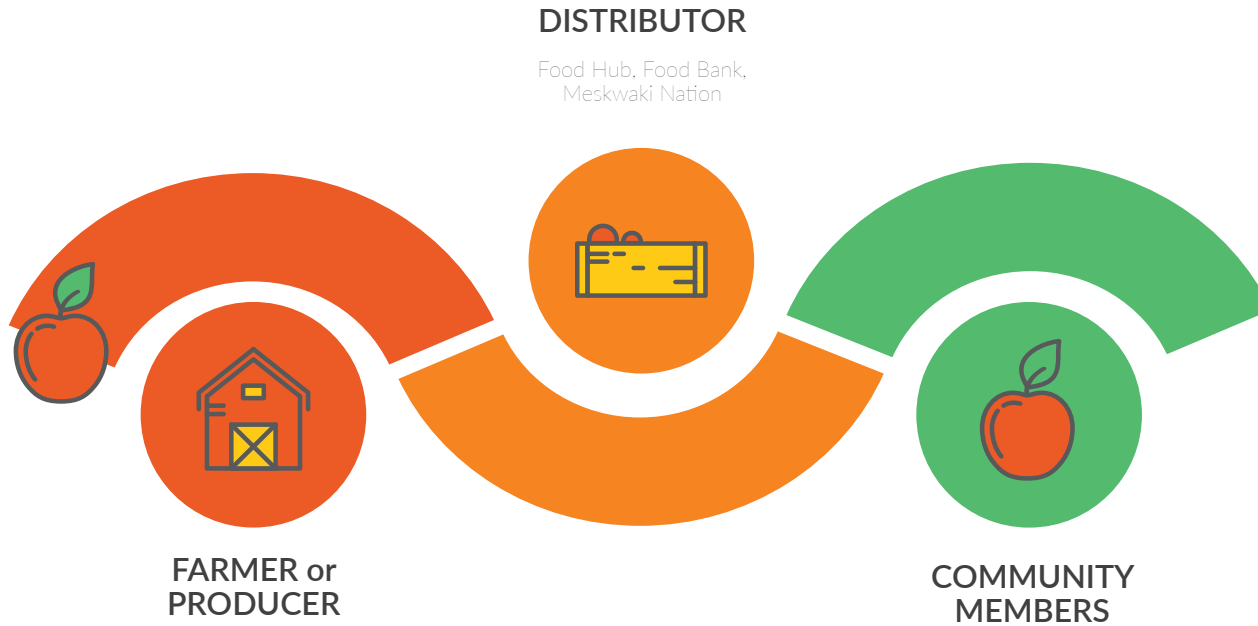 DISTRIBUTOR
Food Hub, Food Bank,
Meskwaki Nation
FARMER or
PRODUCER
COMMUNITY
MEMBERS